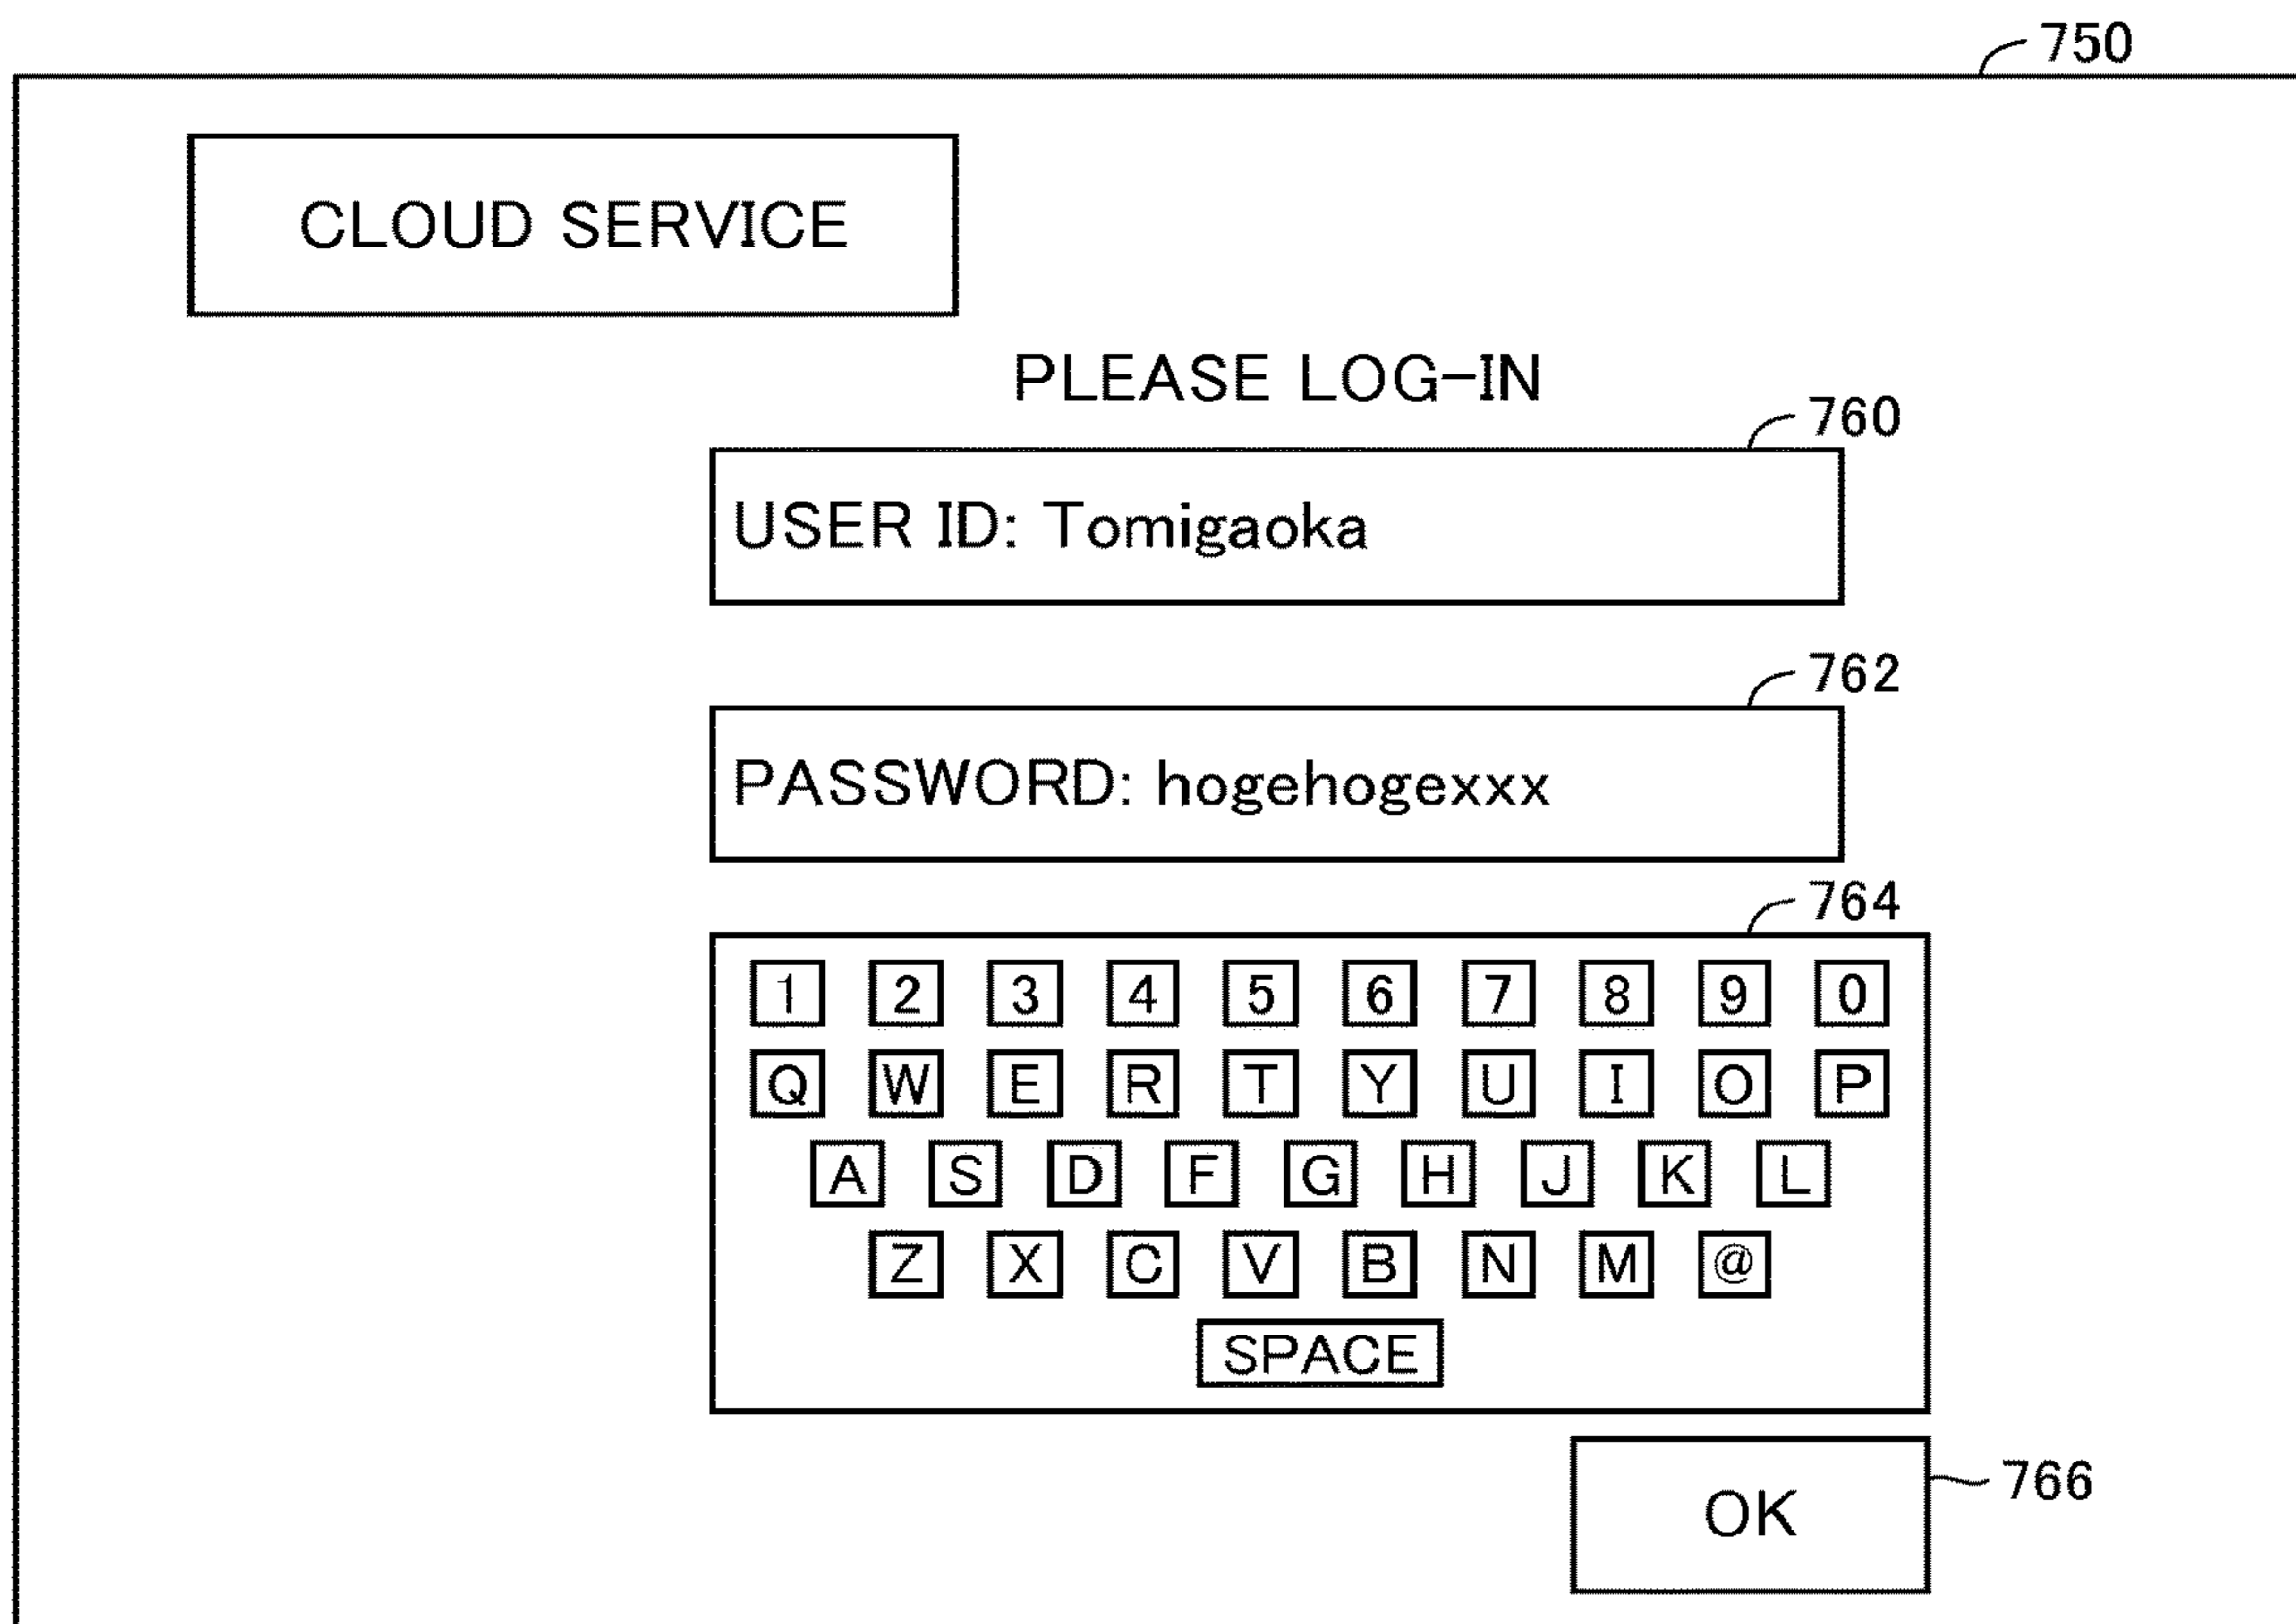 750
CLOUD SERVICE
PLEASE LOG-IN
760
USER ID: Tomigaoka
762
PASSWORD: hogehogexxx
764
1 2 3 4 5 6 7 8 9 0
Q W E R T Y U I O P
A S D F G H J K L
Z X C V B N M @
SPACE
766
OK